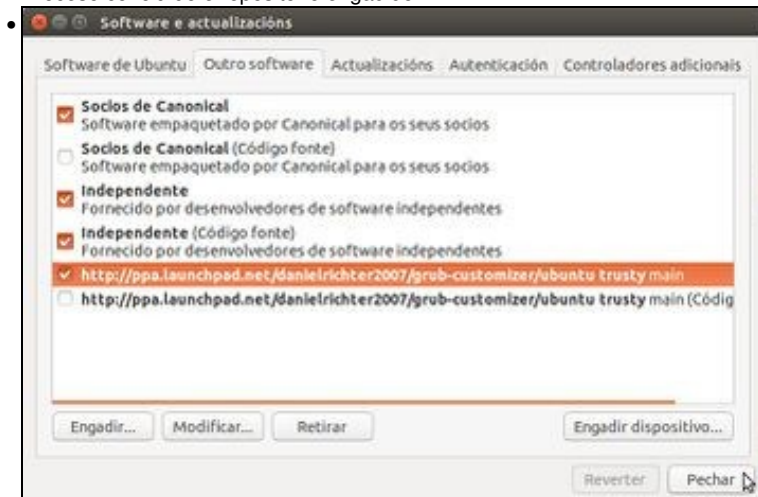 Software e actualizacións
Software de Ubuntu Outro software Actualizacións Autenticación Controladores adicionais
Socios de Canonical
Software empaquetado por Canonical para os seus socios
Socios de Canonical (Código fonte)
Software empaquetado por Canonical para os seus socios
Independente
Fornecido por desenvolvedores de software independentes
Independente (Código fonte)
Fornecido por desenvolvedores de software independentes
http://ppa.launchpad.net/danielrichter2007/grub-customizer/ubuntu trusty main
http://ppa.launchpad.net/danielrichter2007/grub-customizer/ubuntu trusty main (Códig
Engadir... Modificar... Retirar Engadir dispositivo...
Reverter Pechar